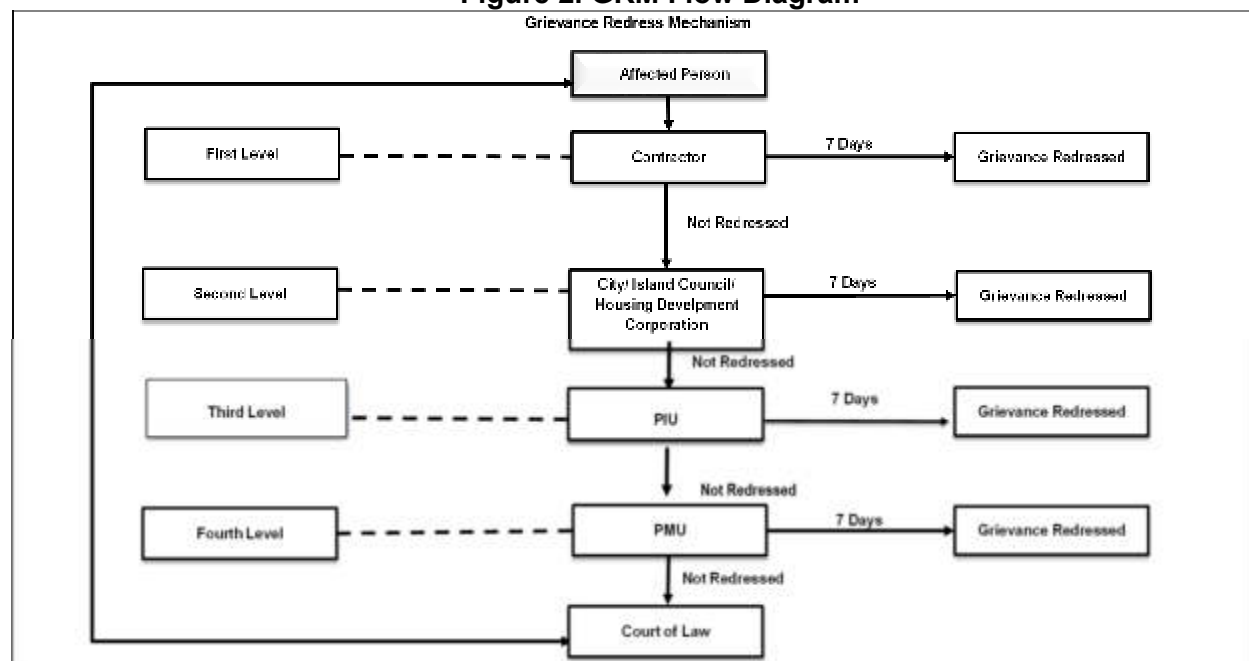 Figure 2. GRM Flow Diagram
Grievance Redress Mechanism
Affected Person
First Level
Contractor
7 Days
Grievance Redressed
Not Redressed
Second Level
City/ Island Council/
Housing Develpment
Corporation
7 Days
Grievance Redressed
Not Redressed
Third Level
PIU
7 Days
Grievance Redressed
Not Redressed
Fourth Level
PMU
7 Days
Grievance Redressed
Not Redressed
Court of Law